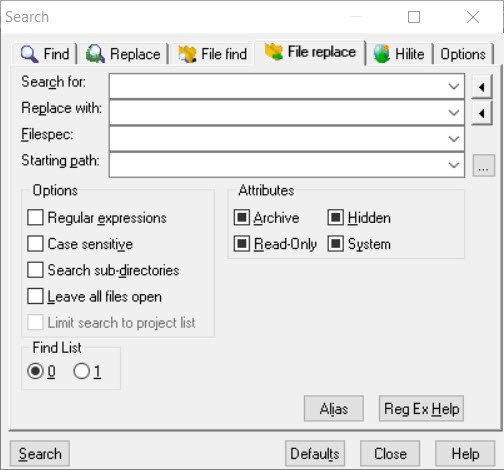 Search
Find Replace File find File replace Hilite Options
Search for:
Replace with:
Filespec:
Starting path:
...
Options
Regular expressions
Case sensitive
Search sub-directories
Leave all files open
Limit search to project list
Attributes
Archive Hidden
Read-Only System
Find List
0 1
Alias Reg Ex Help
Search Defaults Close Help